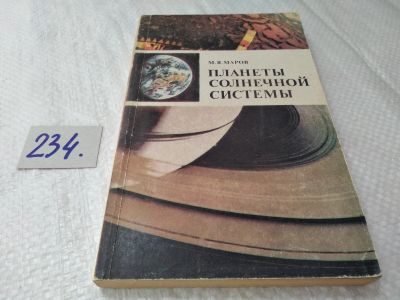 М.Я.МАРОВ
ПЛАНЕТЫ
СОЛНЕЧНОЙ
СИСТЕМЫ
234.